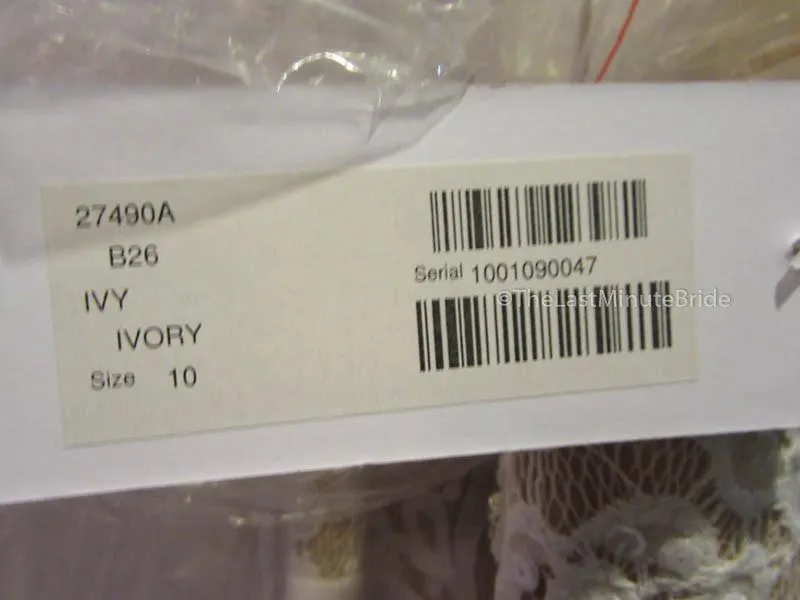 27490A
B26
IVY
IVORY
Size 10
Serial 1001090047
©TheLastMinuteBride